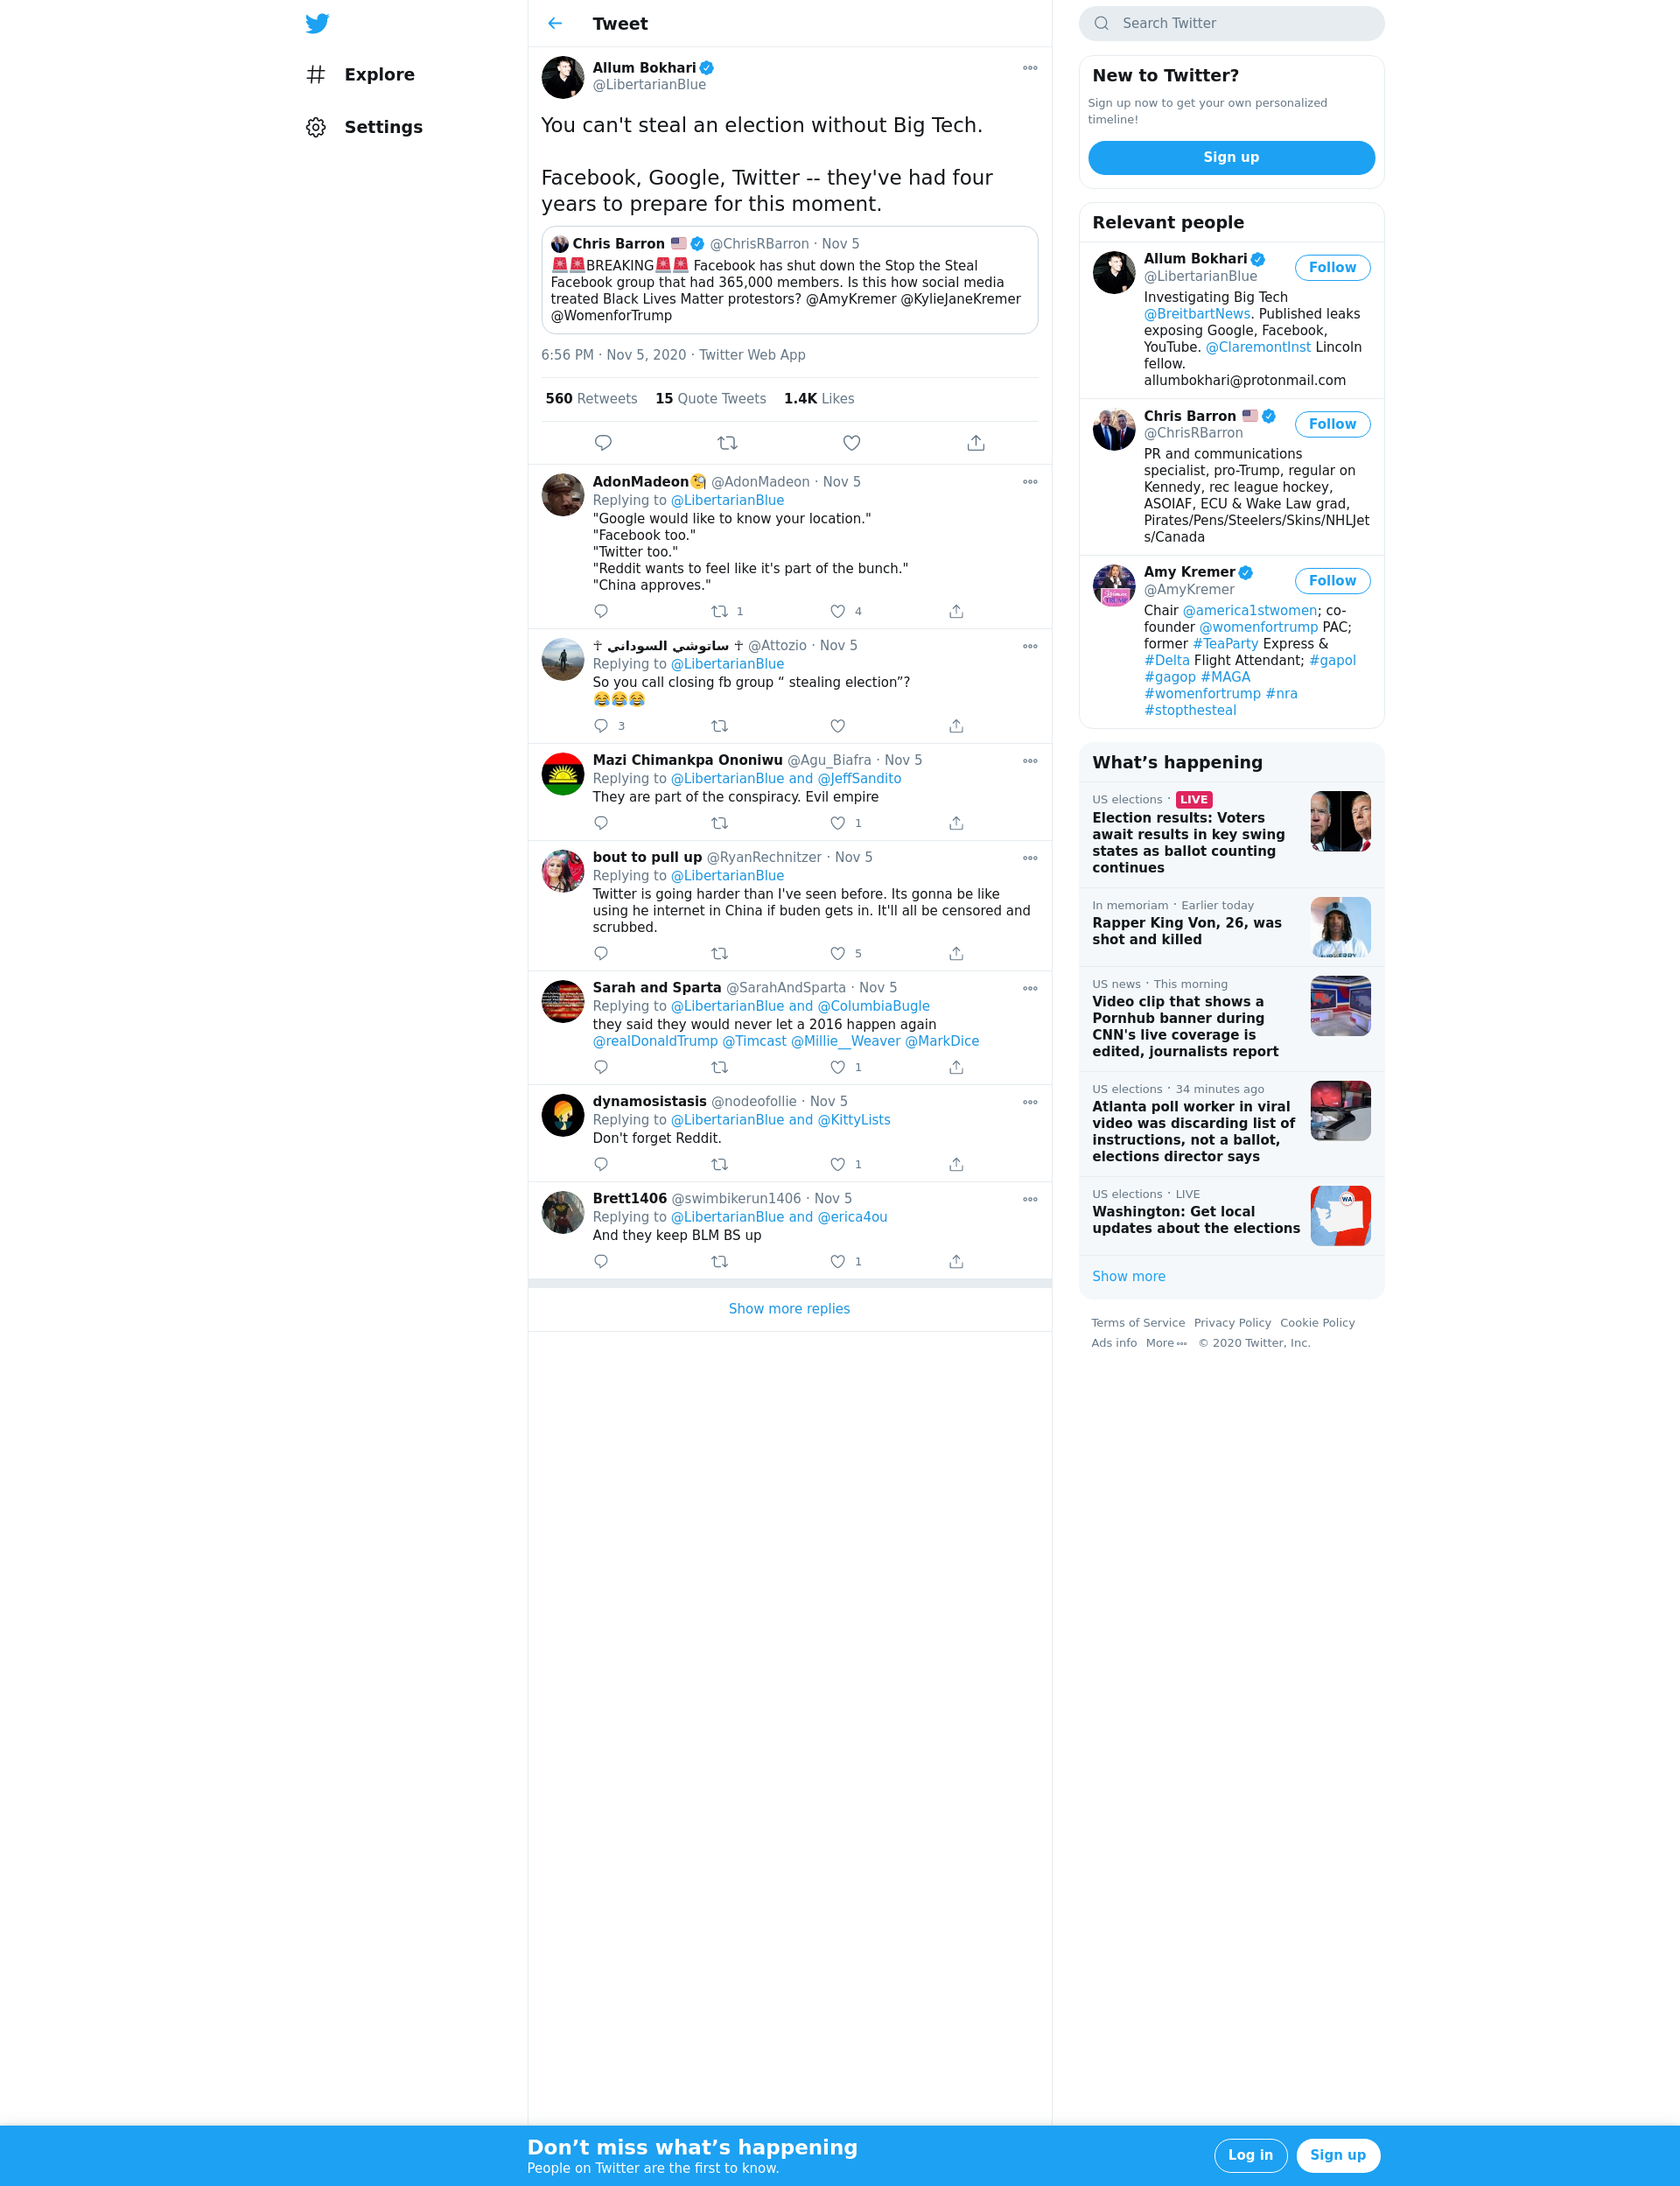 Explore
Settings
Tweet
Allum Bokhari
@LibertarianBlue
You can't steal an election without Big Tech.
Facebook, Google, Twitter -- they've had four
years to prepare for this moment.
Chris Barron 🇺🇸 @ChrisRBarron · Nov 5
🚨🚨BREAKING🚨🚨 Facebook has shut down the Stop the Steal
Facebook group that had 365,000 members. Is this how social media
treated Black Lives Matter protestors? @AmyKremer @KylieJaneKremer
@WomenforTrump
6:56 PM · Nov 5, 2020 · Twitter Web App
560 Retweets 15 Quote Tweets 1.4K Likes
AdonMadeon🧐 @AdonMadeon · Nov 5
Replying to @LibertarianBlue
"Google would like to know your location."
"Facebook too."
"Twitter too."
"Reddit wants to feel like it's part of the bunch."
"China approves."
1 4
☥ ساتوشي السوداني ☥ @Attozio · Nov 5
Replying to @LibertarianBlue
So you call closing fb group “ stealing election”?
😂😂😂
3
Mazi Chimankpa Ononiwu @Agu_Biafra · Nov 5
Replying to @LibertarianBlue and @JeffSandito
They are part of the conspiracy. Evil empire
1
bout to pull up @RyanRechnitzer · Nov 5
Replying to @LibertarianBlue
Twitter is going harder than I've seen before. Its gonna be like
using he internet in China if buden gets in. It'll all be censored and
scrubbed.
5
Sarah and Sparta @SarahAndSparta · Nov 5
Replying to @LibertarianBlue and @ColumbiaBugle
they said they would never let a 2016 happen again
@realDonaldTrump @Timcast @Millie__Weaver @MarkDice
1
dynamosistasis @nodeofollie · Nov 5
Replying to @LibertarianBlue and @KittyLists
Don't forget Reddit.
1
Brett1406 @swimbikerun1406 · Nov 5
Replying to @LibertarianBlue and @erica4ou
And they keep BLM BS up
1
Show more replies
Search Twitter
New to Twitter?
Sign up now to get your own personalized
timeline!
Sign up
Relevant people
Allum Bokhari
@LibertarianBlue
Follow
Investigating Big Tech
@BreitbartNews. Published leaks
exposing Google, Facebook,
YouTube. @ClaremontInst Lincoln
fellow.
allumbokhari@protonmail.com
Chris Barron 🇺🇸
@ChrisRBarron
Follow
PR and communications
specialist, pro-Trump, regular on
Kennedy, rec league hockey,
ASOIAF, ECU & Wake Law grad,
Pirates/Pens/Steelers/Skins/NHLJet
s/Canada
Amy Kremer
@AmyKremer
Follow
Chair @america1stwomen; co-
founder @womenfortrump PAC;
former #TeaParty Express &
#Delta Flight Attendant; #gapol
#gagop #MAGA
#womenfortrump #nra
#stopthesteal
What’s happening
US elections · LIVE
Election results: Voters
await results in key swing
states as ballot counting
continues
In memoriam · Earlier today
Rapper King Von, 26, was
shot and killed
US news · This morning
Video clip that shows a
Pornhub banner during
CNN's live coverage is
edited, journalists report
US elections · 34 minutes ago
Atlanta poll worker in viral
video was discarding list of
instructions, not a ballot,
elections director says
US elections · LIVE
Washington: Get local
updates about the elections
WA
Show more
Terms of Service Privacy Policy Cookie Policy
Ads info More © 2020 Twitter, Inc.
Don’t miss what’s happening
People on Twitter are the first to know.
Log in
Sign up